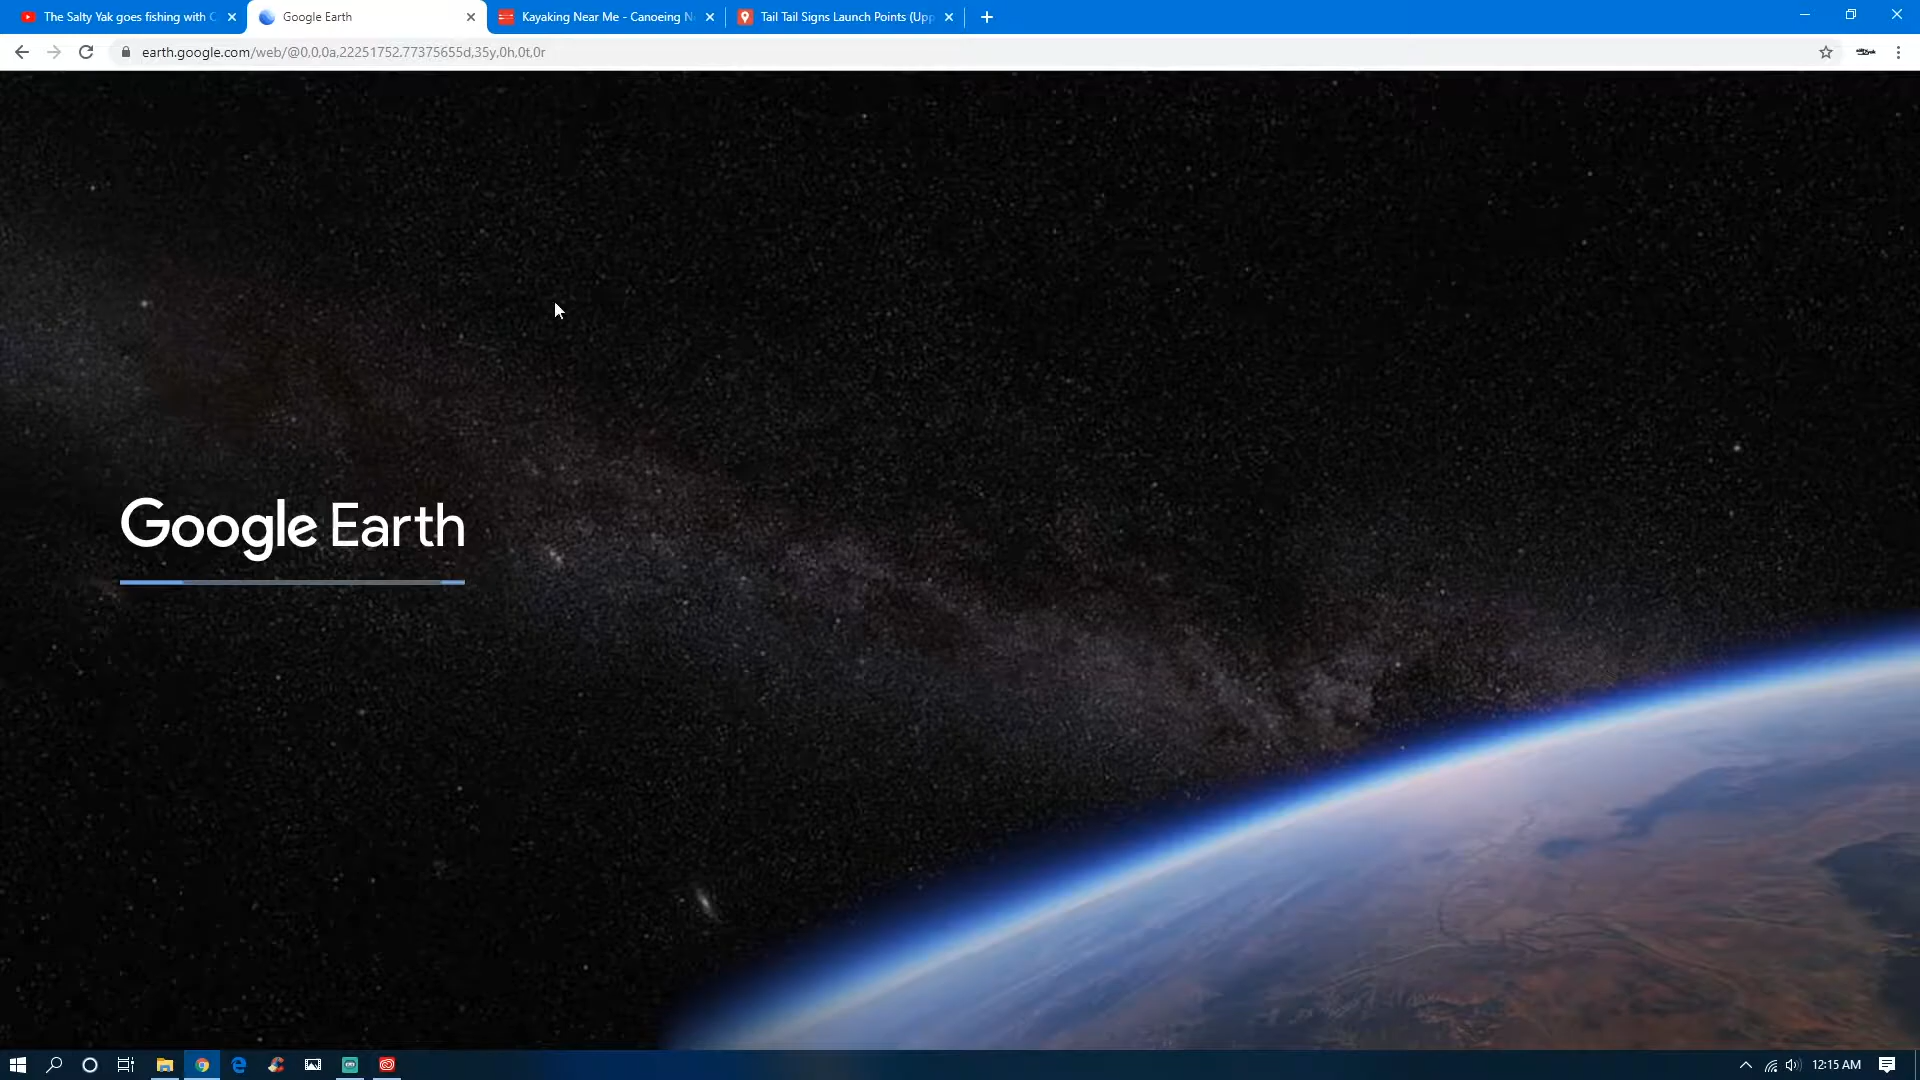 The Salty Yak goes fishing with C
Google Earth
Kayaking Near Me - Canoeing N
Tail Tail Signs Launch Points (Upp
earth.google.com/web/@0,0,0a,22251752.77375655d,35y,0h,0t,0r
Google Earth
12:15 AM